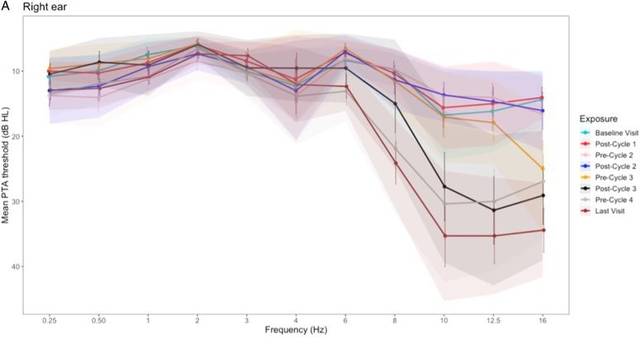 A Right ear
Mean PTA threshold (dB HL)
10
20
30
40
0.25 0.50 1 2 3 4 6 8 10 12.5 16
Frequency (Hz)
Exposure
Baseline Visit
Post-Cycle 1
Pre-Cycle 2
Post-Cycle 2
Pre-Cycle 3
Post-Cycle 3
Pre-Cycle 4
Last Visit